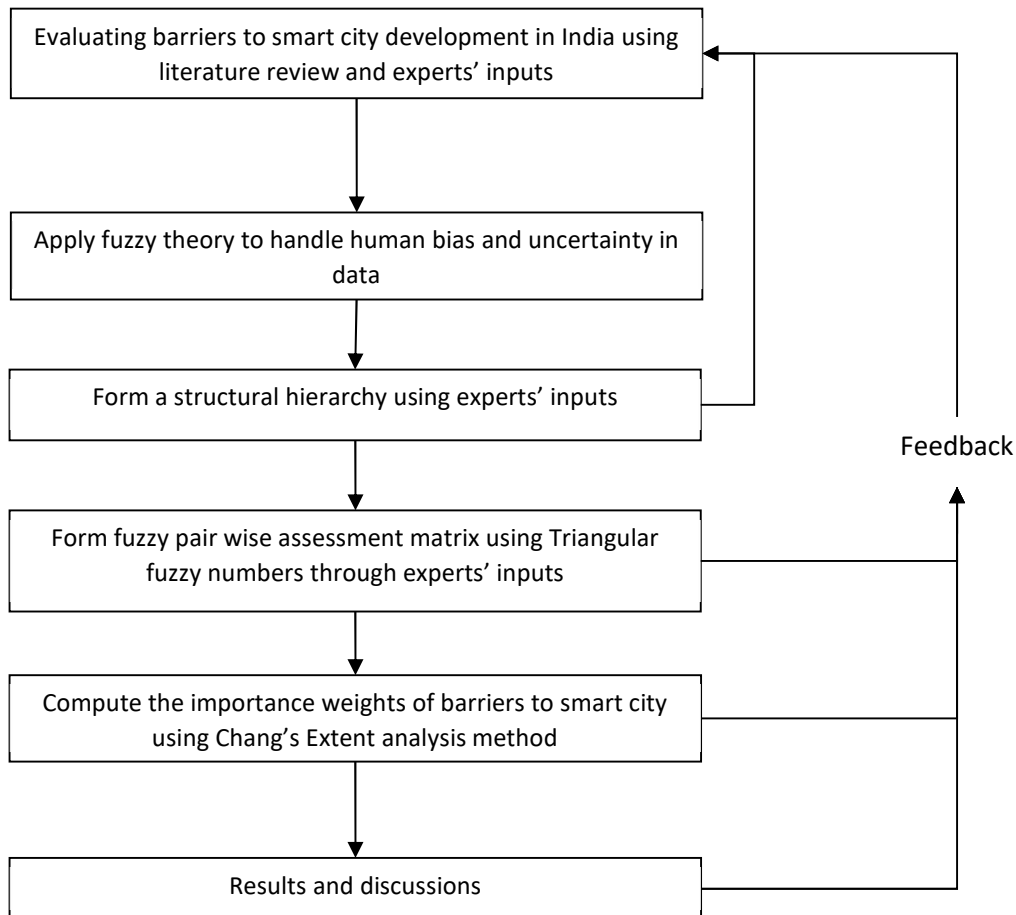 Evaluating barriers to smart city development in India using
literature review and experts’ inputs
Apply fuzzy theory to handle human bias and uncertainty in
data
Form a structural hierarchy using experts’ inputs
Feedback
Form fuzzy pair wise assessment matrix using Triangular
fuzzy numbers through experts’ inputs
Compute the importance weights of barriers to smart city
using Chang’s Extent analysis method
Results and discussions